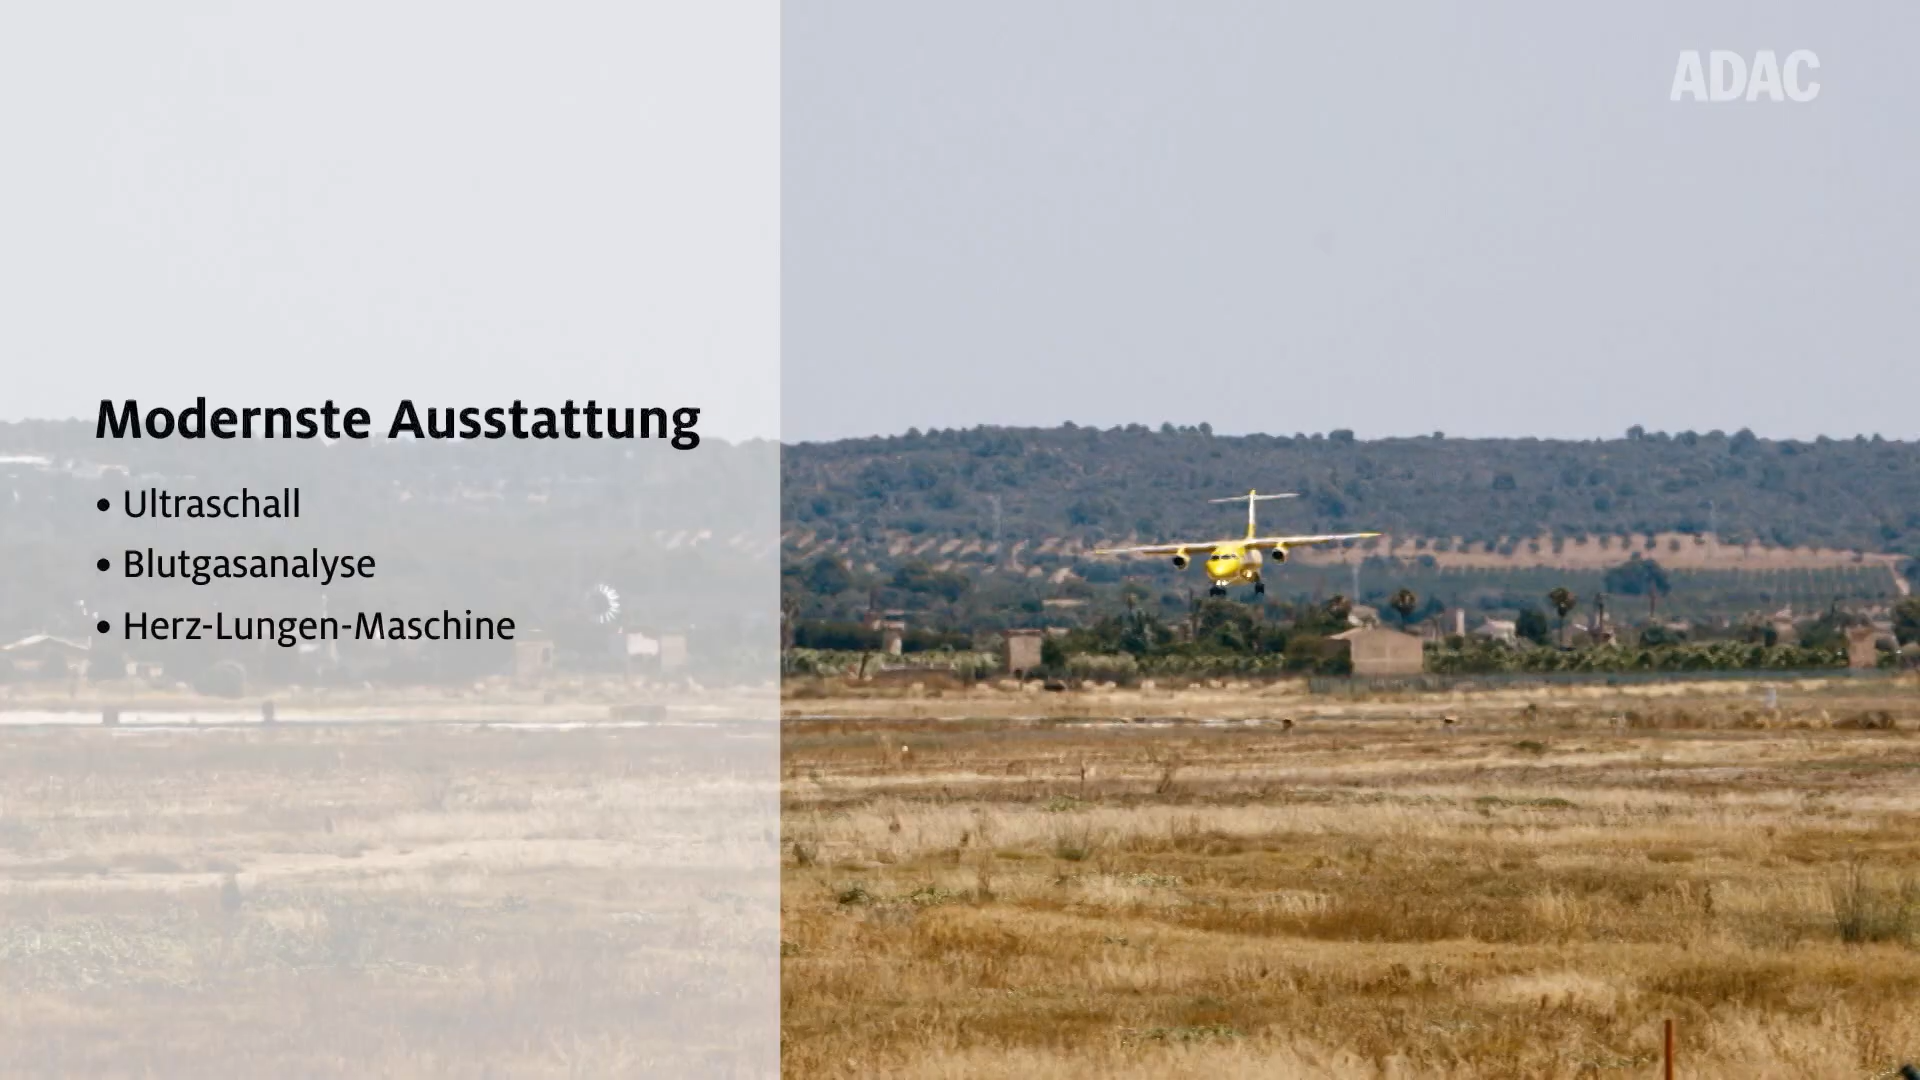 ADAC
Modernste Ausstattung
• Ultraschall
• Blutgasanalyse
• Herz-Lungen-Maschine